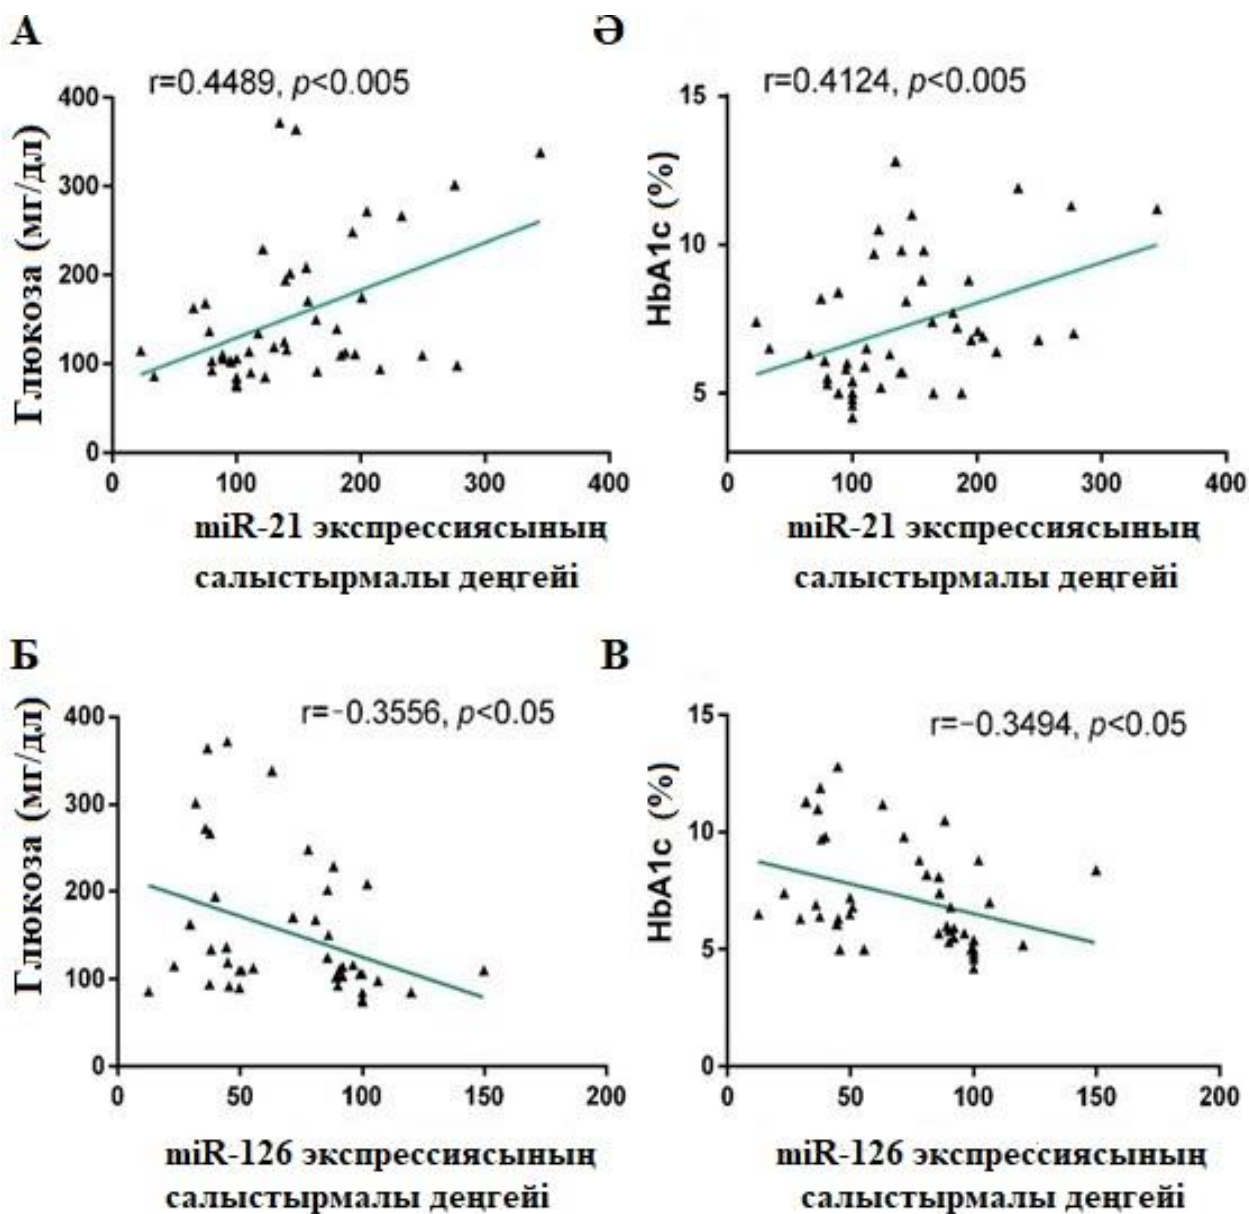 А
r=0.4489, p<0.005
Глюкоза (мг/дл)
400
300
200
100
0
0 100 200 300 400
miR-21 экспрессиясының
салыстырмалы деңгейі
Ә
r=0.4124, p<0.005
HbA1c (%)
15
10
5
0 100 200 300 400
miR-21 экспрессиясының
салыстырмалы деңгейі
Б
r=−0.3556, p<0.05
Глюкоза (мг/дл)
400
300
200
100
0
0 50 100 150 200
miR-126 экспрессиясының
салыстырмалы деңгейі
В
r=−0.3494, p<0.05
HbA1c (%)
15
10
5
0
0 50 100 150 200
miR-126 экспрессиясының
салыстырмалы деңгейі